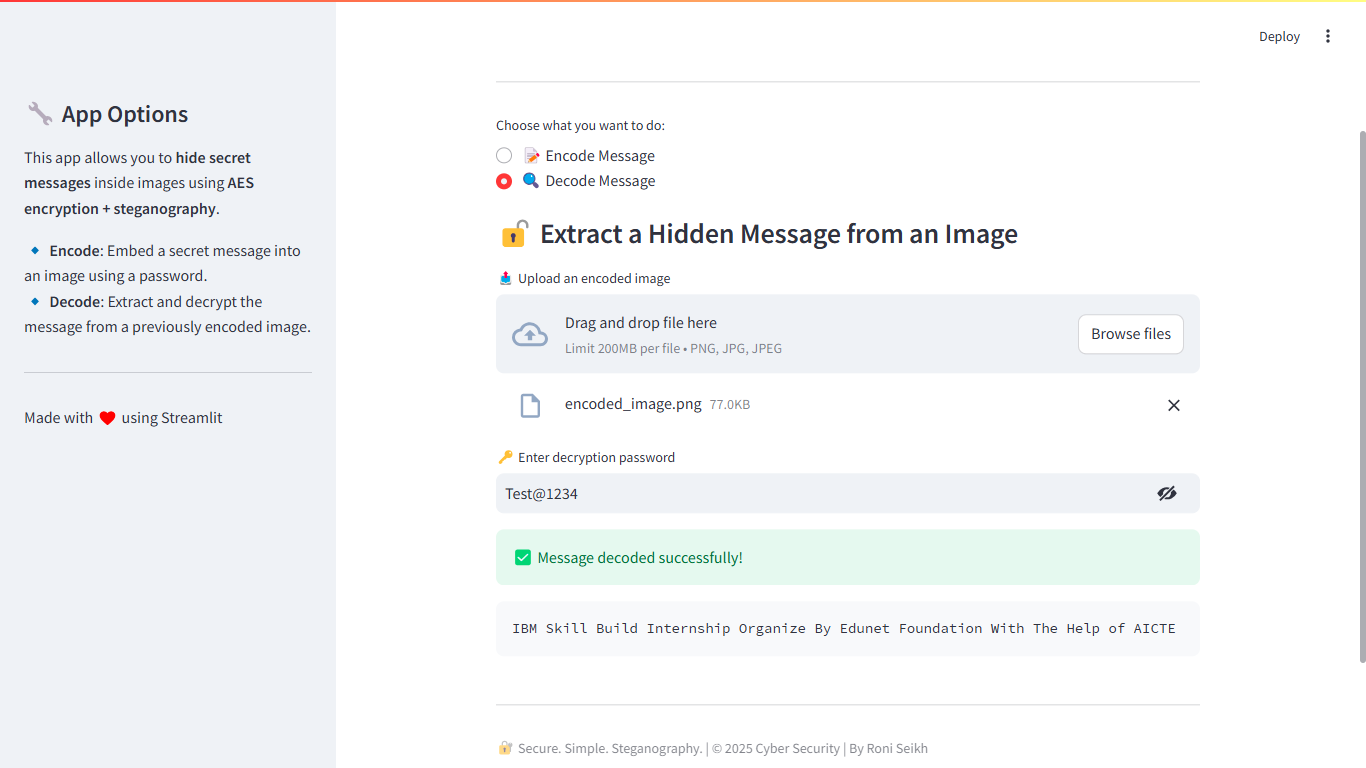 Deploy
App Options
This app allows you to hide secret
messages inside images using AES
encryption + steganography.
Encode: Embed a secret message into
an image using a password.
Decode: Extract and decrypt the
message from a previously encoded image.
Made with ❤️ using Streamlit
Choose what you want to do:
Encode Message
Decode Message
Extract a Hidden Message from an Image
Upload an encoded image
Drag and drop file here
Limit 200MB per file • PNG, JPG, JPEG
Browse files
encoded_image.png 77.0KB
Enter decryption password
Test@1234
Message decoded successfully!
IBM Skill Build Internship Organize By Edunet Foundation With The Help of AICTE
Secure. Simple. Steganography. | © 2025 Cyber Security | By Roni Seikh